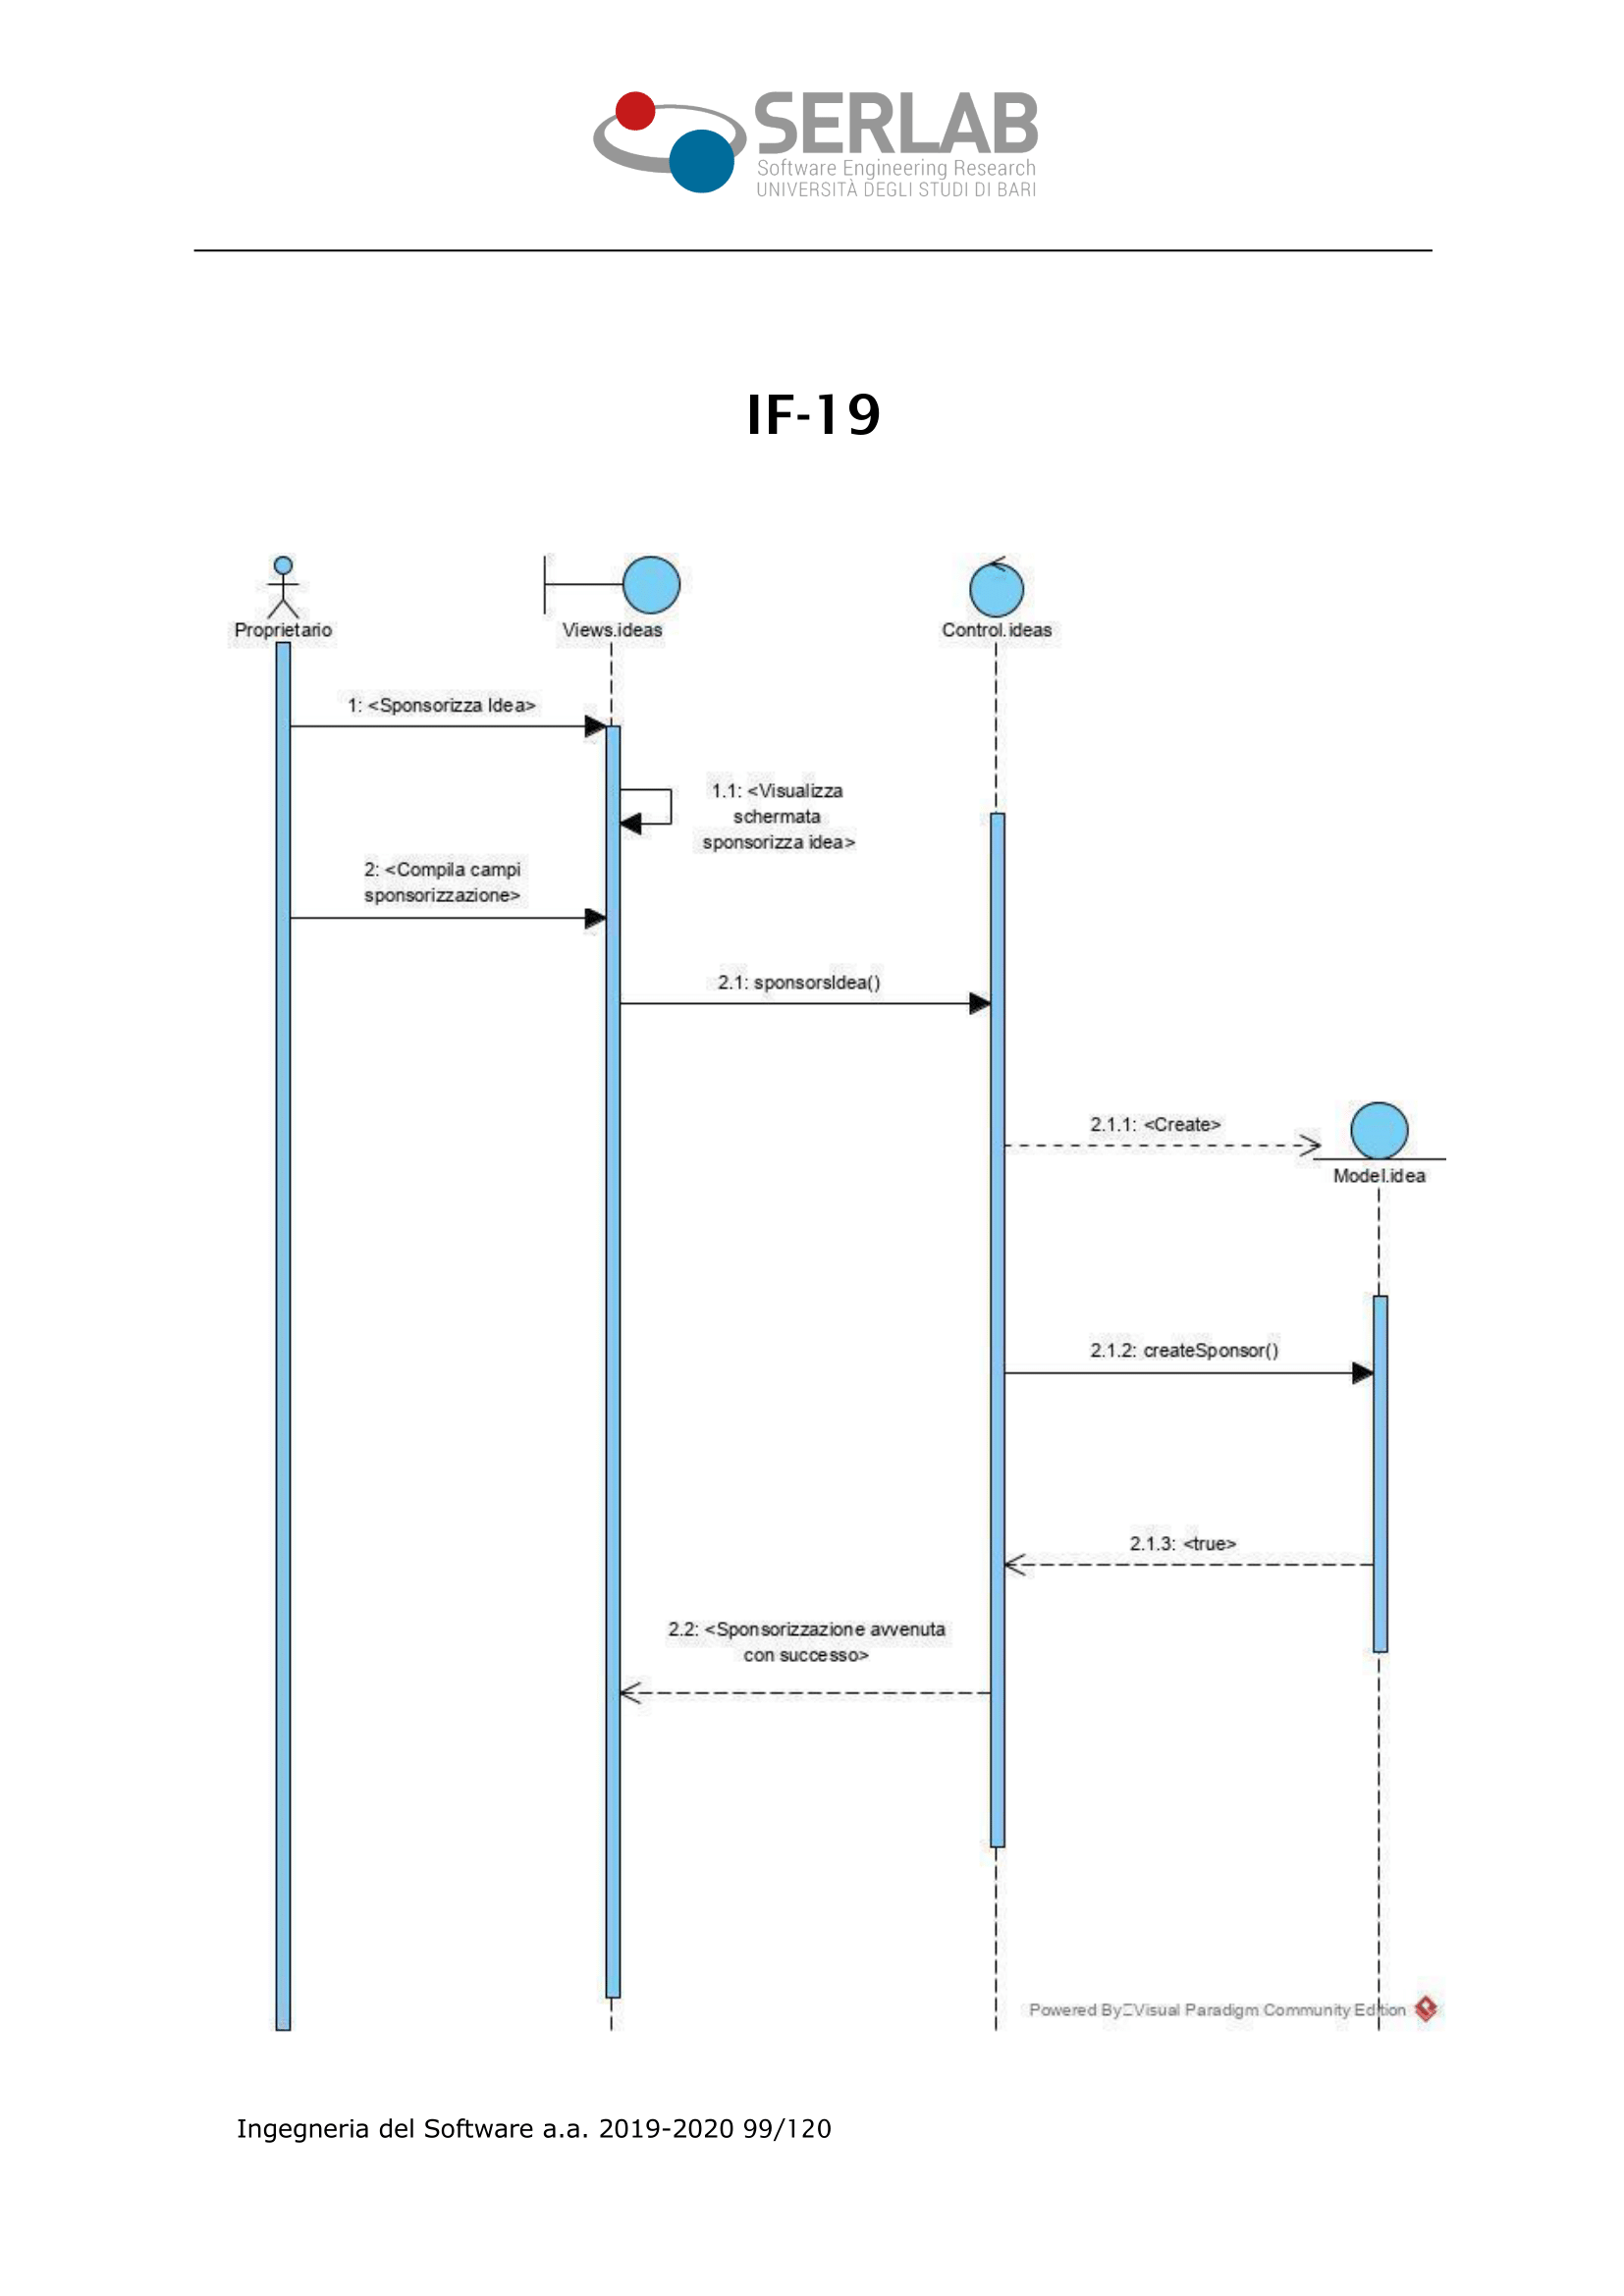 SERLAB
Software Engineering Research
UNIVERSITÀ DEGLI STUDI DI BARI
IF-19
Proprietario
Views.ideas
Control.ideas
1: <Sponsorizza Idea>
1.1: <Visualizza
schermata
sponsorizza idea>
2: <Compila campi
sponsorizzazione>
2.1: sponsorsIdea()
2.1.1: <Create>
Model.idea
2.1.2: createSponsor()
2.1.3: <true>
2.2: <Sponsorizzazione avvenuta
con successo>
Powered By Visual Paradigm Community Edition
Ingegneria del Software a.a. 2019-2020 99/120